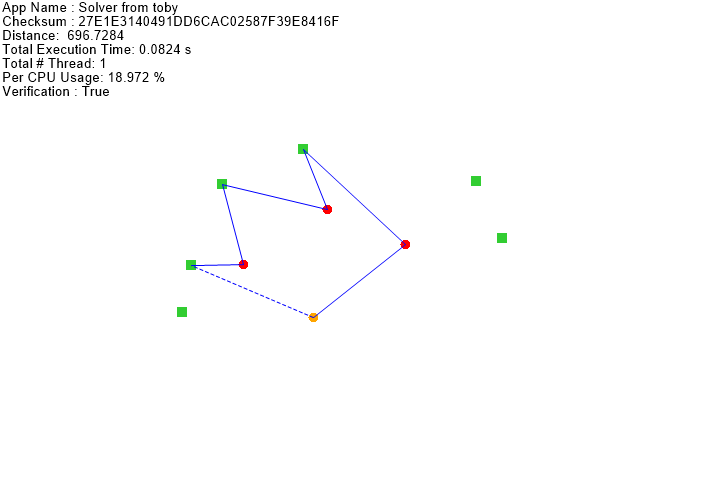 App Name : Solver from toby
Checksum : 27E1E3140491DD6CAC02587F39E8416F
Distance:  696.7284
Total Execution Time: 0.0824 s
Total # Thread: 1
Per CPU Usage: 18.972 %
Verification : True